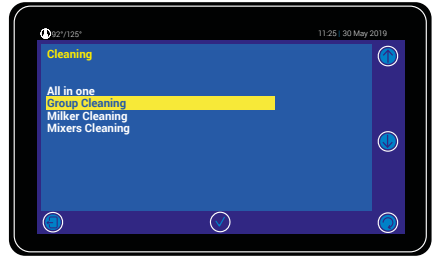 92°/125°
11:25 | 30 May 2019
Cleaning
All in one
Group Cleaning
Milker Cleaning
Mixers Cleaning